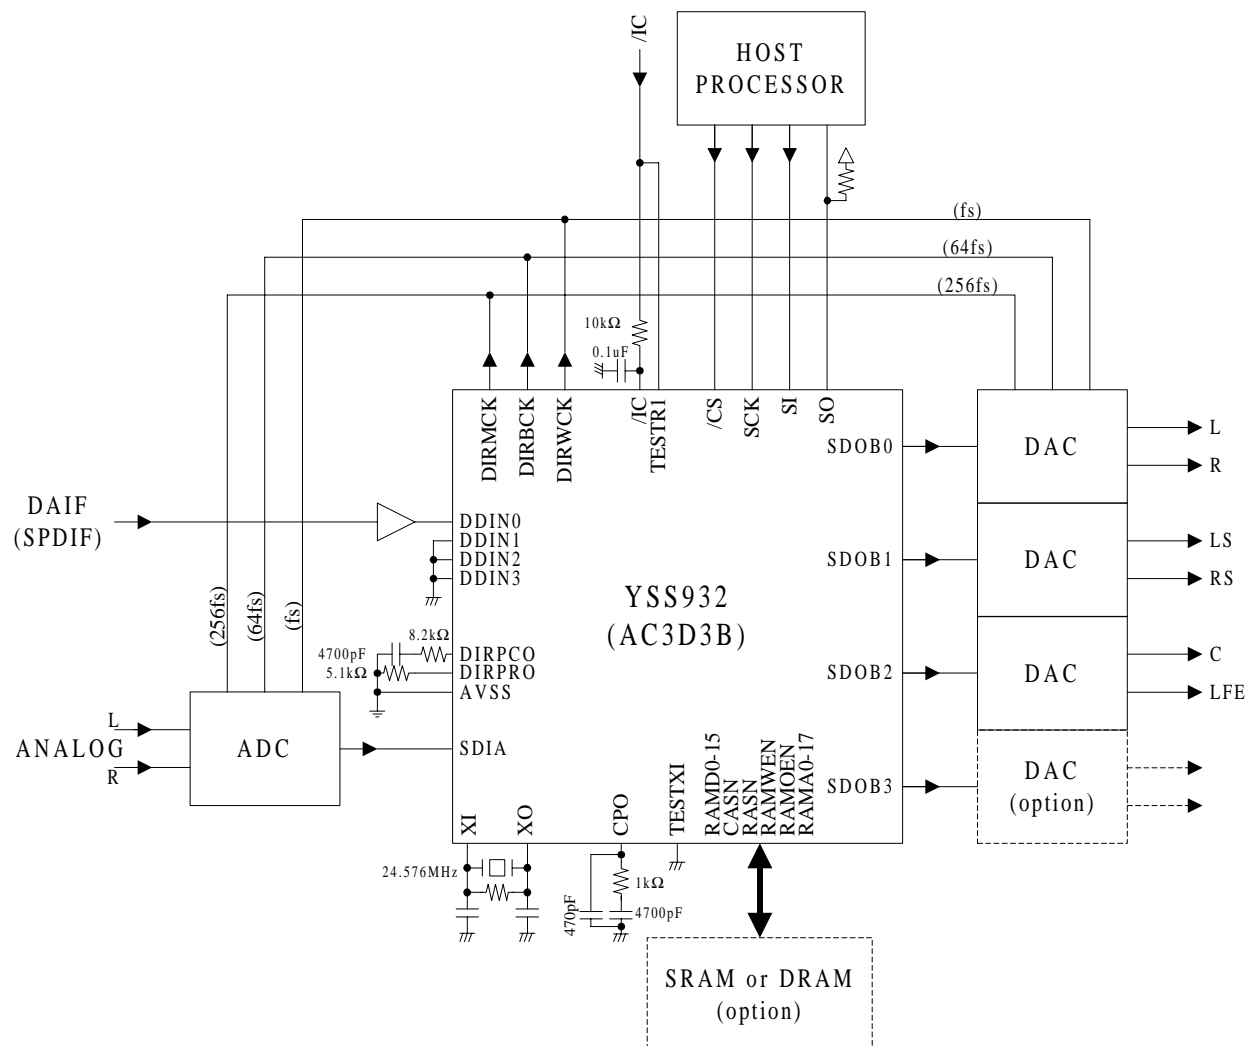 /IC
HOST
PROCESSOR
(fs)
(64fs)
(256fs)
10kΩ
0.1uF
DIRMCK
DIRBCK
DIRWCK
/IC
TESTR1
/CS
SCK
SI
SO
SDOB0
DAC
L
R
DAIF
(SPDIF)
DDIN0
DDIN1
DDIN2
DDIN3
SDOB1
DAC
LS
RS
YSS932
(AC3D3B)
(256fs)
(64fs)
(fs)
8.2kΩ
4700pF
5.1kΩ
DIRPCO
DIRPRO
AVSS
SDOB2
DAC
C
LFE
L
ANALOG
R
ADC
SDIA
SDOB3
DAC
(option)
XI
XO
CPO
TESTXI
RAMD0-15
CASN
RASN
RAMWEN
RAMOEN
RAMA0-17
24.576MHz
1kΩ
470pF
4700pF
SRAM or DRAM
(option)